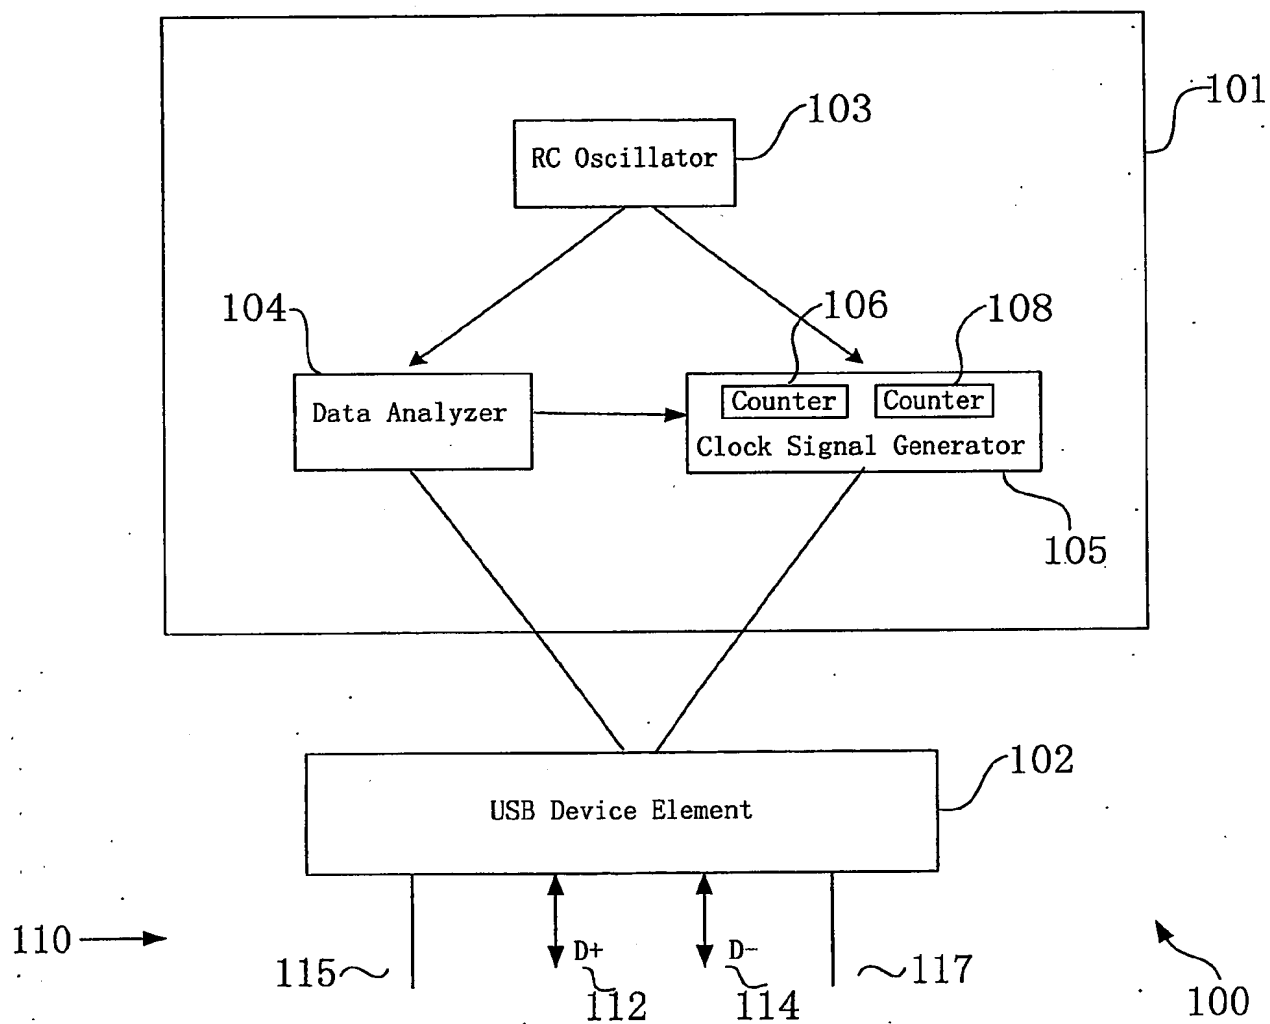 101
103
RC Oscillator
104
106
108
Counter
Counter
Data Analyzer
Clock Signal Generator
105
102
USB Device Element
110
D+
D-
115
117
112
114
100